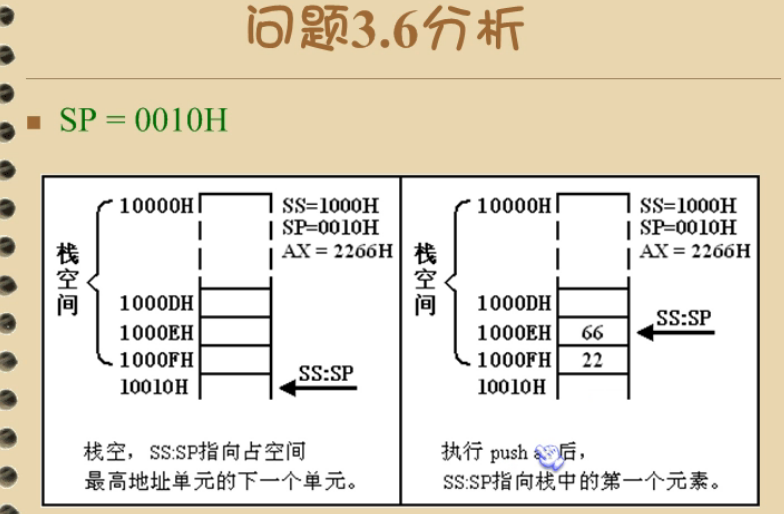 问题3.6分析
SP = 0010H
栈空间
10000H
1000DH
1000EH
1000FH
10010H
SS=1000H
SP=0010H
AX = 2266H
SS:SP
栈空，SS:SP指向占空间
最高地址单元的下一个单元。
栈空间
10000H
1000DH
1000EH
1000FH
10010H
66
22
SS=1000H
SP=0010H
AX = 2266H
SS:SP
执行 push 后，
SS:SP指向栈中的第一个元素。